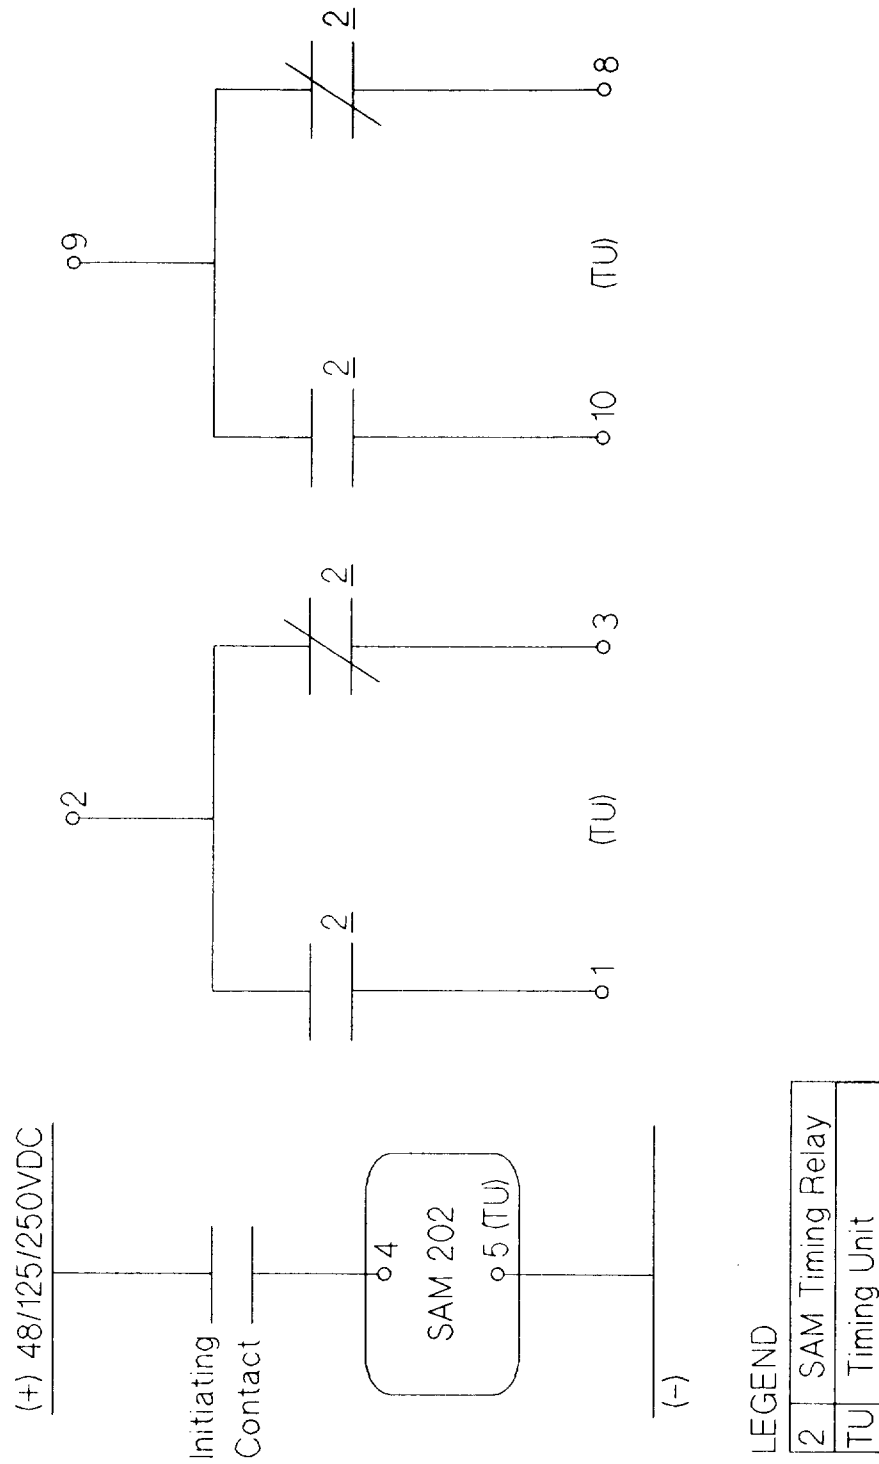 (+) 48/125/250VDC
Initiating
Contact
4
SAM 202
5 (TU)
(-)
2
2
2
1
(TU)
3
9
2
2
10
(TU)
8
LEGEND
2 SAM Timing Relay
TU Timing Unit